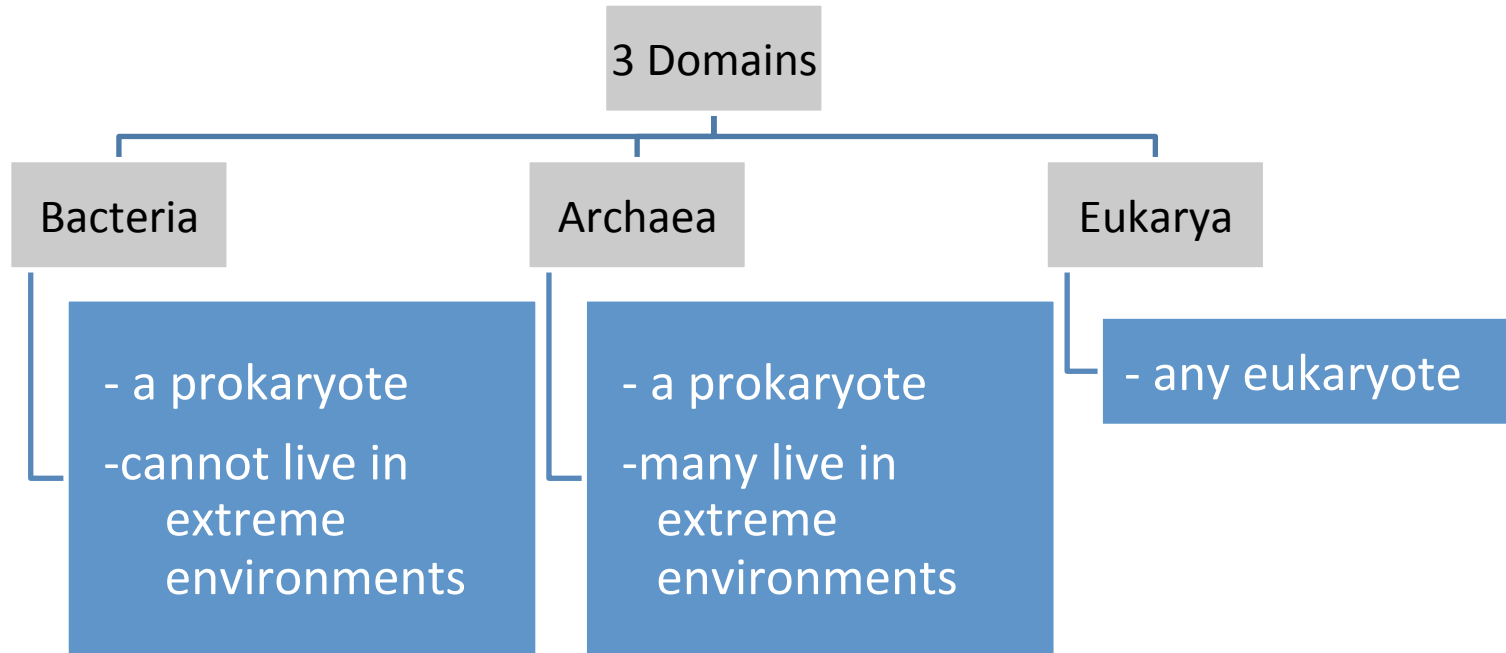 3 Domains
Bacteria
Archaea
Eukarya
- a prokaryote
-cannot live in
extreme
environments
- a prokaryote
-many live in
extreme
environments
- any eukaryote